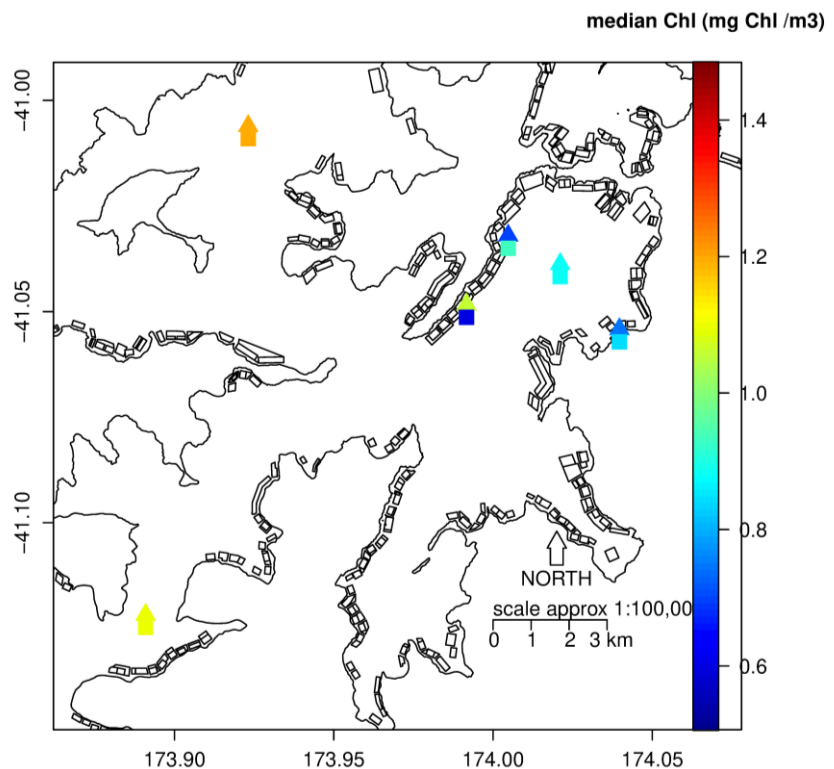 median Chl (mg Chl /m3)
−41.00
−41.05
−41.10
1.4
1.2
1.0
0.8
0.6
NORTH
scale approx 1:100,00
0 1 2 3 km
173.90 173.95 174.00 174.05